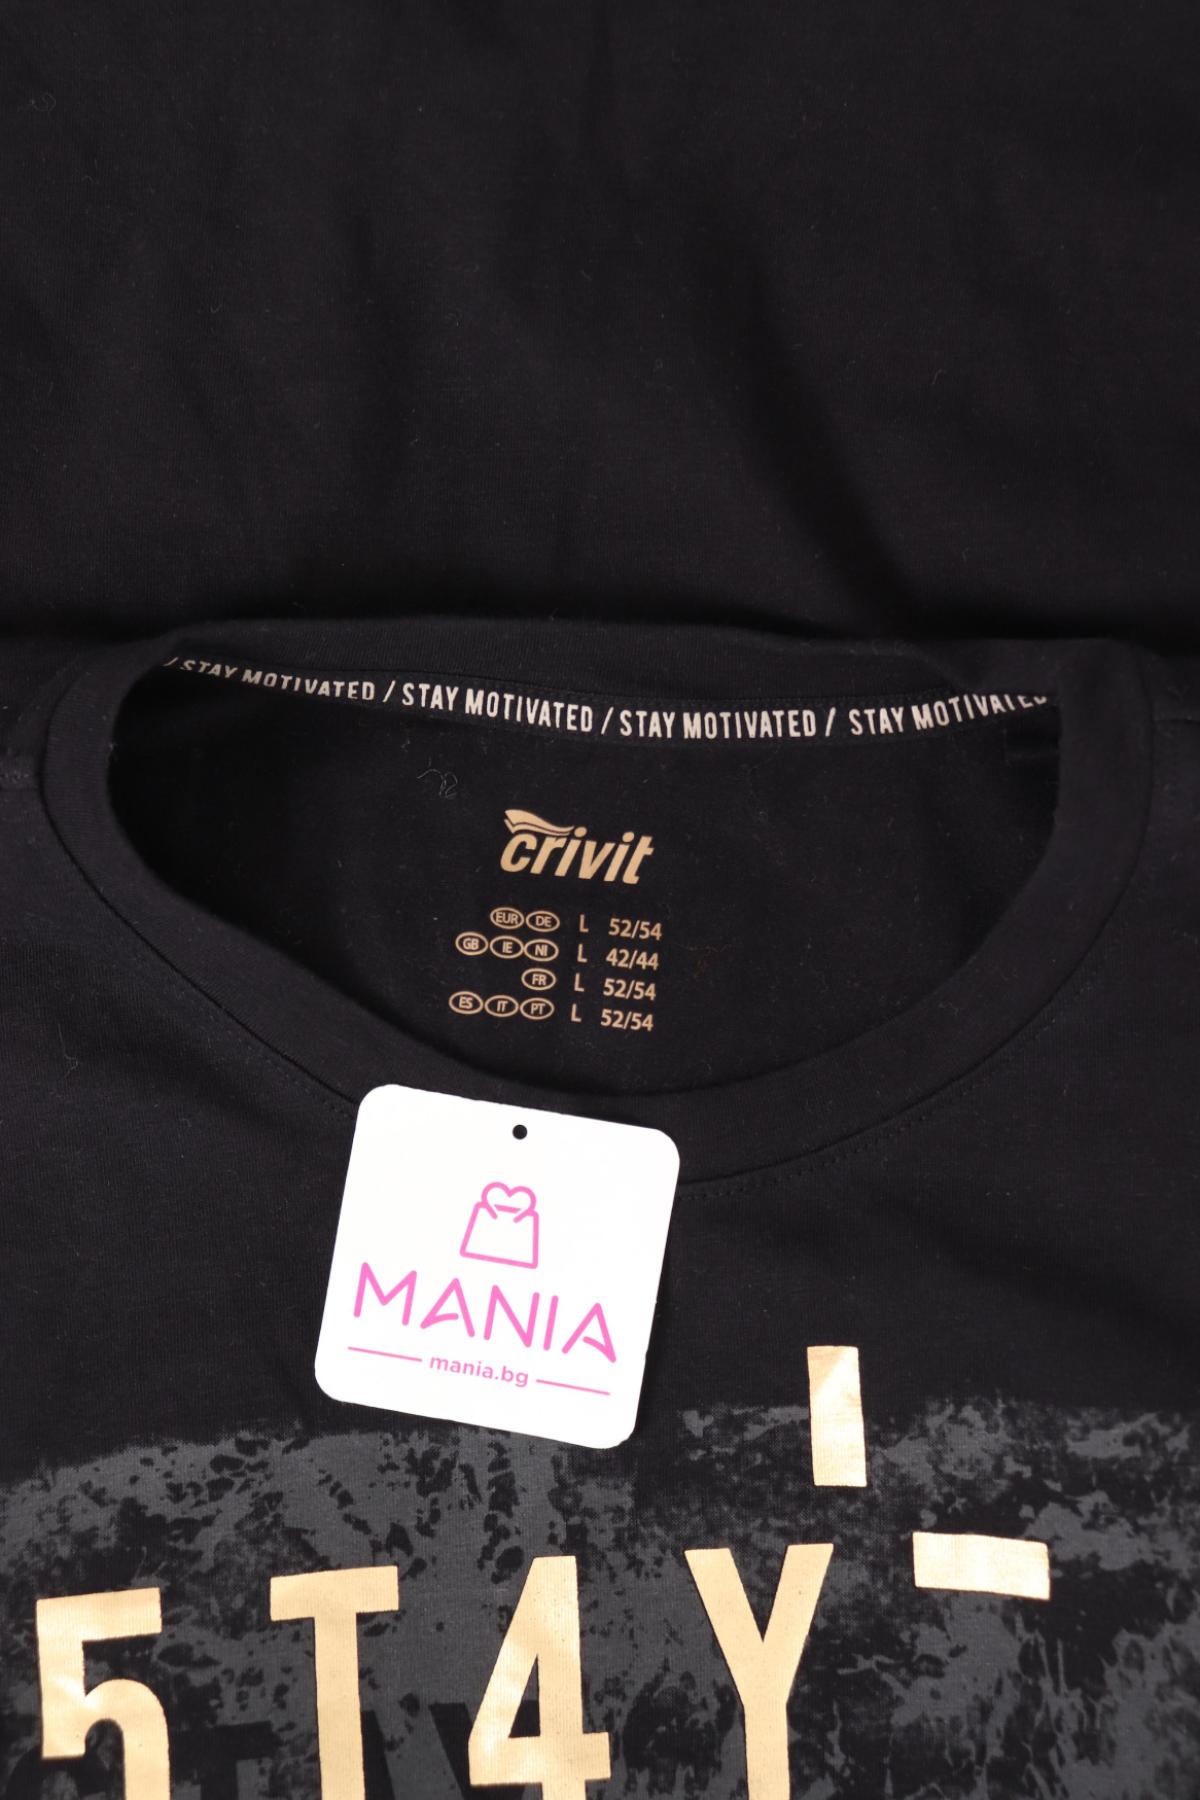 / STAY MOTIVATED / STAY MOTIVATED / STAY MOTIVATED / STAY MOTIVATED
crivit
EUR DE L 52/54
GB IE NI L 42/44
FR L 52/54
ES IT PT L 52/54
MANIA
mania.bg
5T4Y